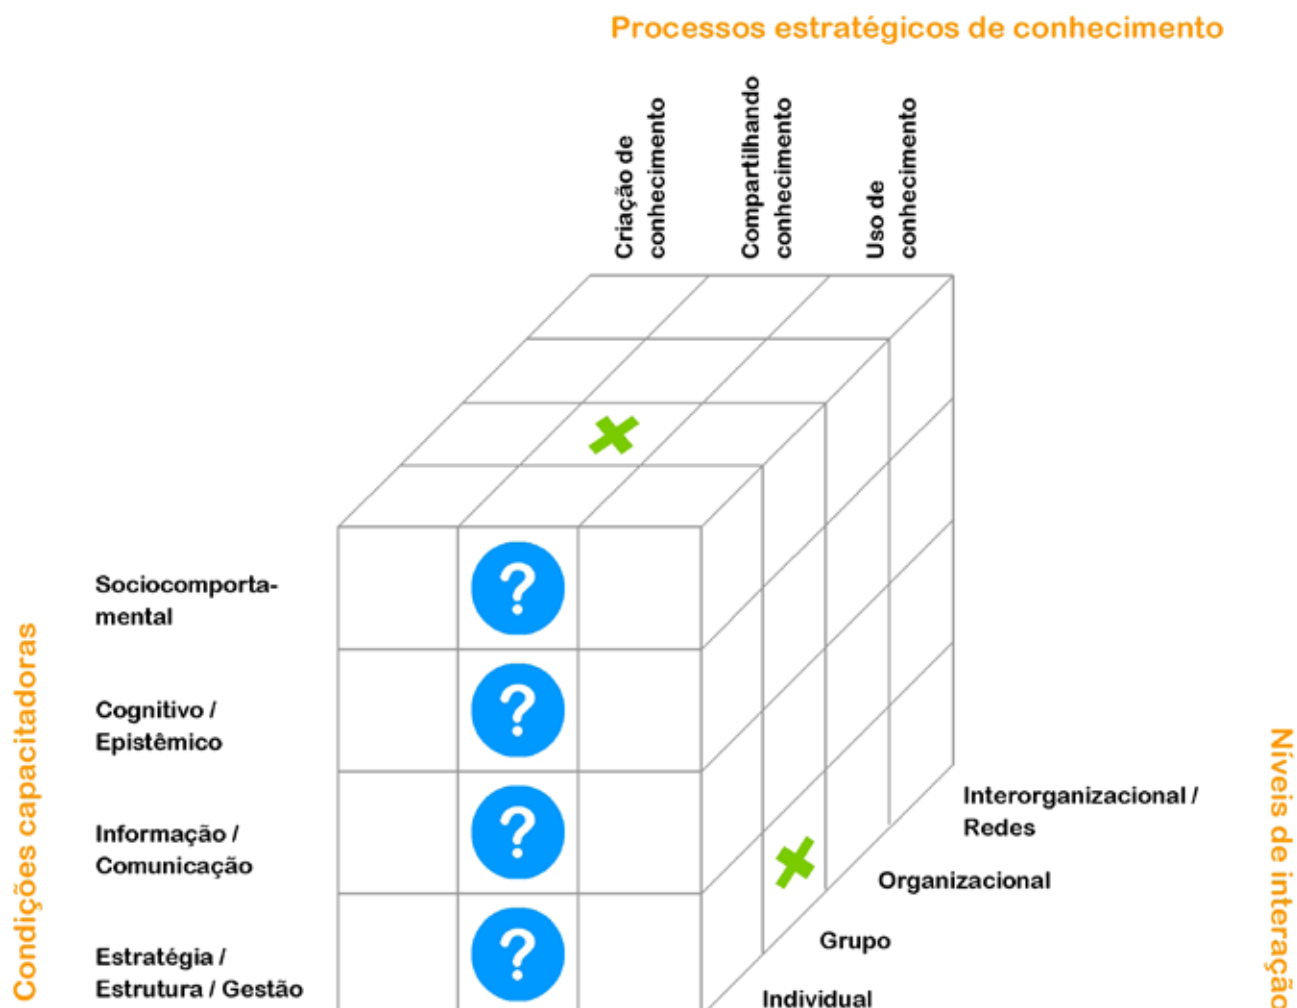 Processos estratégicos de conhecimento
Criação de
conhecimento
Compartilhando
conhecimento
Uso de
conhecimento
Condições capacitadoras
Sociocomporta-
mental
?
Cognitivo /
Epistêmico
?
Informação /
Comunicação
?
Estratégia /
Estrutura / Gestão
?
Interorganizacional /
Redes
Organizacional
Grupo
Individual
Níveis de interação